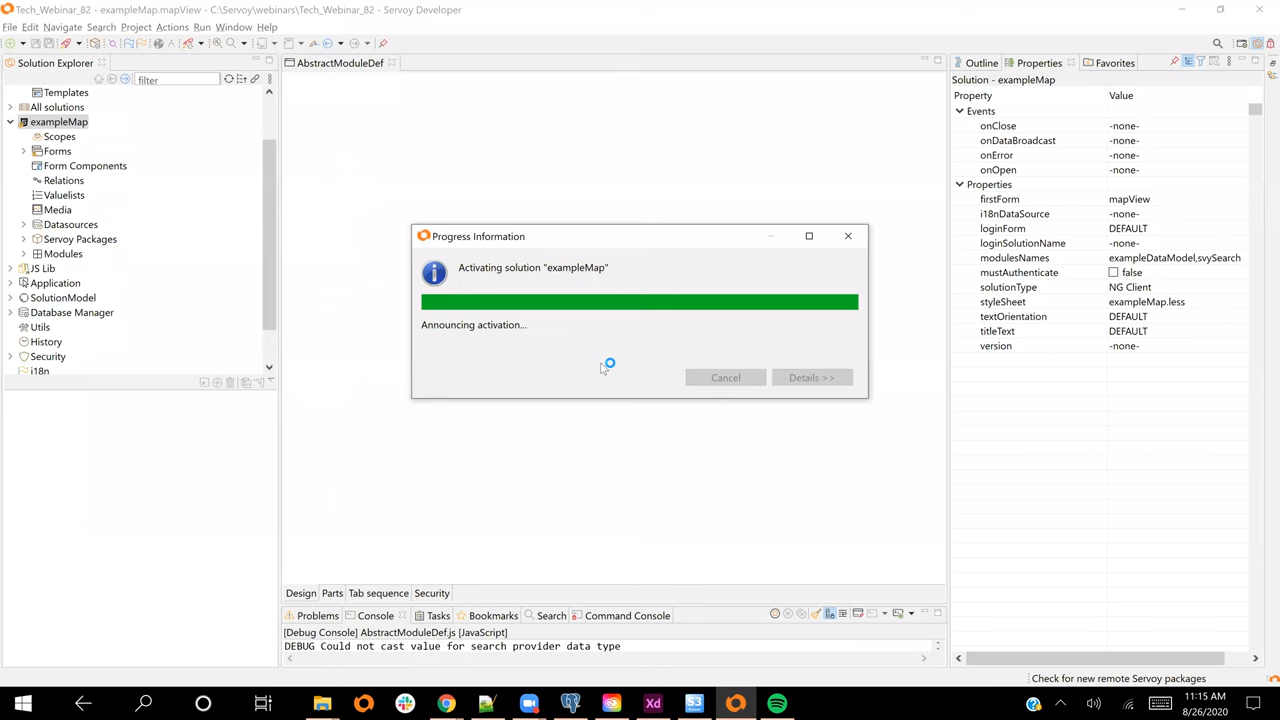 Tech_Webinar_82 - exampleMap.mapView - C:\Servoy\webinars\Tech_Webinar_82 - Servoy Developer
File Edit Navigate Search Project Actions Run Window Help
Solution Explorer
filter
Templates
All solutions
exampleMap
Scopes
Forms
Form Components
Relations
Valuelists
Media
Datasources
Servoy Packages
Modules
JS Lib
Application
SolutionModel
Database Manager
Utils
History
Security
i18n
AbstractModuleDef
Progress Information
Activating solution "exampleMap"
Announcing activation...
Cancel
Details >>
Design Parts Tab sequence Security
Problems Console Tasks Bookmarks Search Command Console
[Debug Console] AbstractModuleDef.js [JavaScript]
DEBUG Could not cast value for search provider data type
Outline Properties Favorites
Solution - exampleMap
Property Value
Events
onClose -none-
onDataBroadcast -none-
onError -none-
onOpen -none-
Properties
firstForm mapView
i18nDataSource -none-
loginForm DEFAULT
loginSolutionName -none-
modulesNames exampleDataModel,svySearch
mustAuthenticate false
solutionType NG Client
styleSheet exampleMap.less
textOrientation DEFAULT
titleText DEFAULT
version -none-
Check for new remote Servoy packages
Xd
S3
11:15 AM
8/26/2020